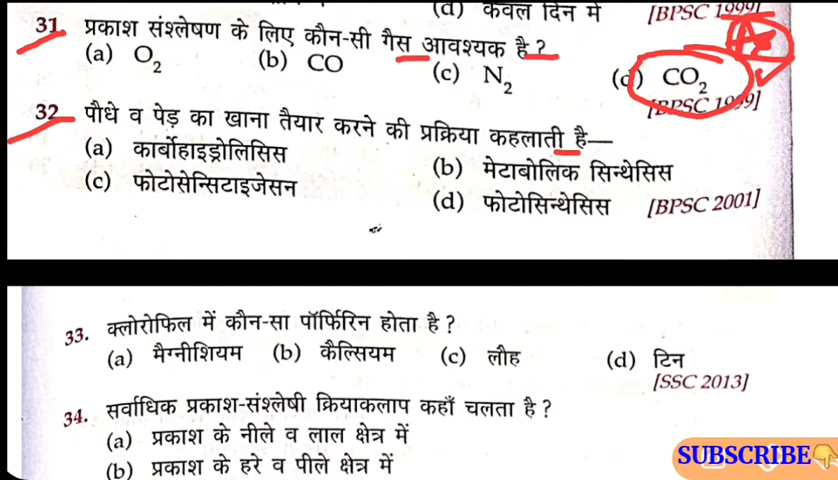 (d) केवल दिन में [BPSC 1999]
31. प्रकाश संश्लेषण के लिए कौन-सी गैस आवश्यक है ?
(a) O2 (b) CO (c) N2 (d) CO2
[BPSC 1999]
32. पौधे व पेड़ का खाना तैयार करने की प्रक्रिया कहलाती है—
(a) कार्बोहाइड्रोलिसिस (b) मेटाबोलिक सिन्थेसिस
(c) फोटोसेन्सिटाइजेसन (d) फोटोसिन्थेसिस [BPSC 2001]
33. क्लोरोफिल में कौन-सा पॉर्फिरिन होता है ?
(a) मैग्नीशियम (b) कैल्सियम (c) लौह (d) टिन
[SSC 2013]
34. सर्वाधिक प्रकाश-संश्लेषी क्रियाकलाप कहाँ चलता है ?
(a) प्रकाश के नीले व लाल क्षेत्र में
(b) प्रकाश के हरे व पीले क्षेत्र में
SUBSCRIBE